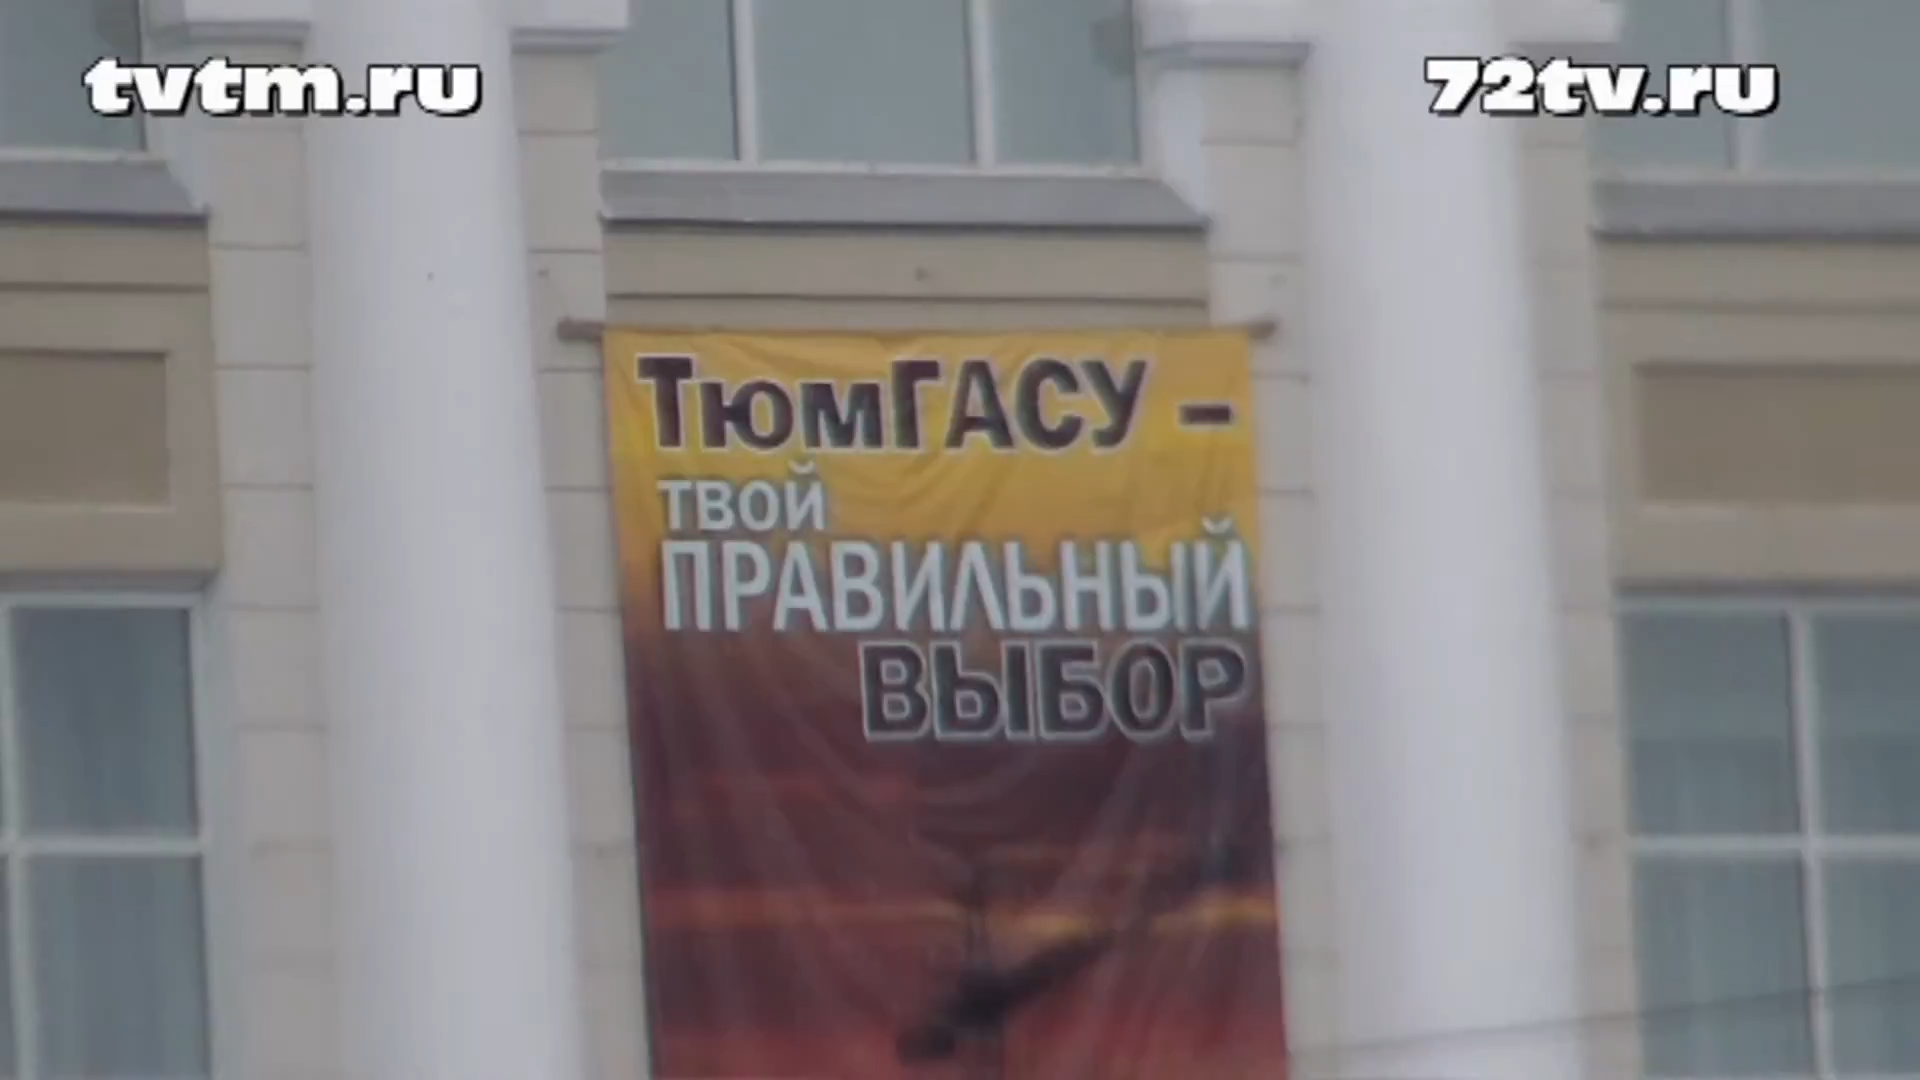 tvtm.ru
72tv.ru
ТюмГАСУ –
твой
ПРАВИЛЬНЫЙ
ВЫБОР